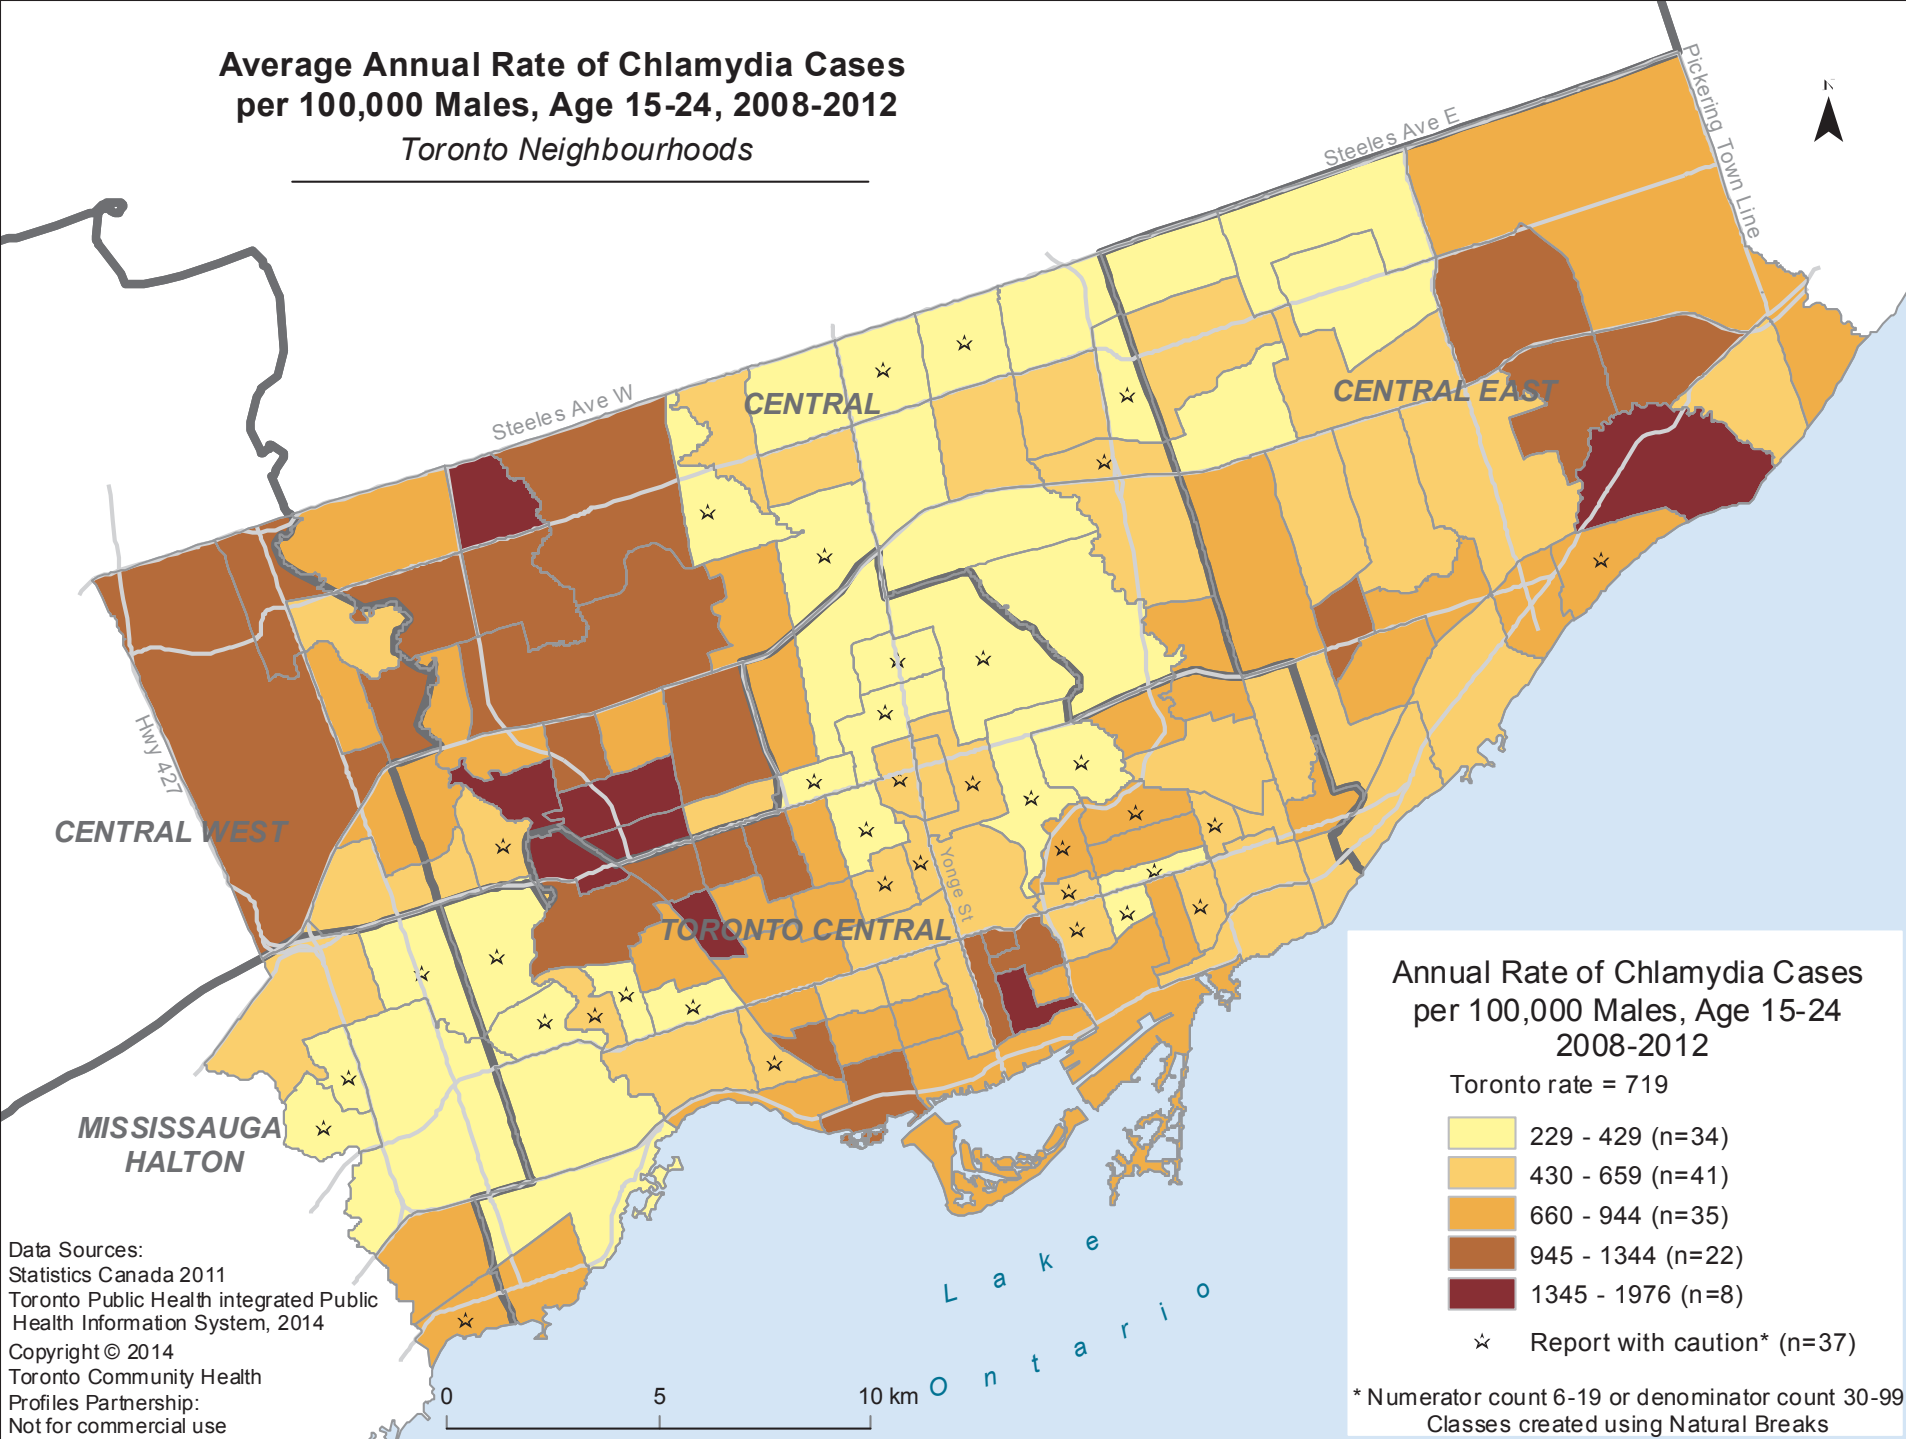 Average Annual Rate of Chlamydia Cases
per 100,000 Males, Age 15-24, 2008-2012
Toronto Neighbourhoods
N
Pickering Town Line
Steeles Ave E
Steeles Ave W
CENTRAL
CENTRAL EAST
Hwy 427
CENTRAL WEST
Yonge St
TORONTO CENTRAL
MISSISSAUGA
HALTON
Lake
Ontario
Annual Rate of Chlamydia Cases
per 100,000 Males, Age 15-24
2008-2012
Toronto rate = 719
229 - 429 (n=34)
430 - 659 (n=41)
660 - 944 (n=35)
945 - 1344 (n=22)
1345 - 1976 (n=8)
Report with caution* (n=37)
* Numerator count 6-19 or denominator count 30-99
Classes created using Natural Breaks
Data Sources:
Statistics Canada 2011
Toronto Public Health integrated Public
Health Information System, 2014
Copyright © 2014
Toronto Community Health
Profiles Partnership:
Not for commercial use
0 5 10 km